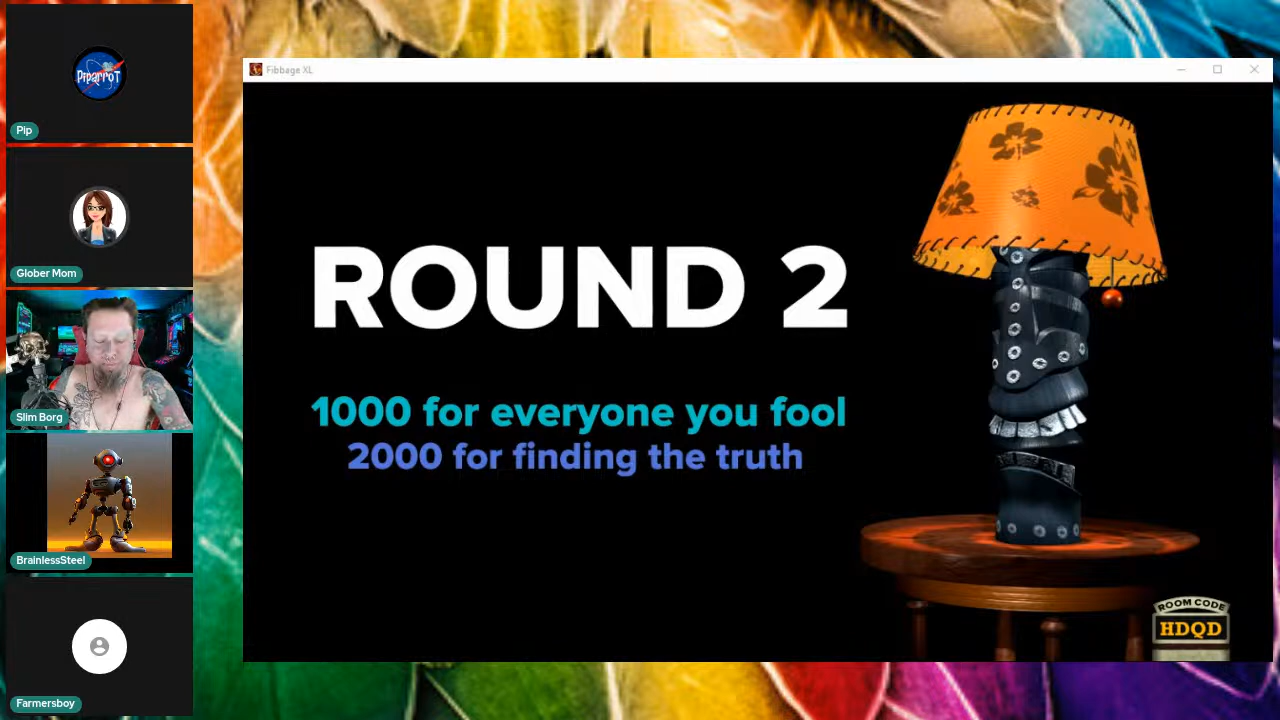 Piparrot
Pip
Glober Mom
Slim Borg
BrainlessSteel
Farmersboy
Fibbage XL
ROUND 2
1000 for everyone you fool
2000 for finding the truth
ROOM CODE
HDQD